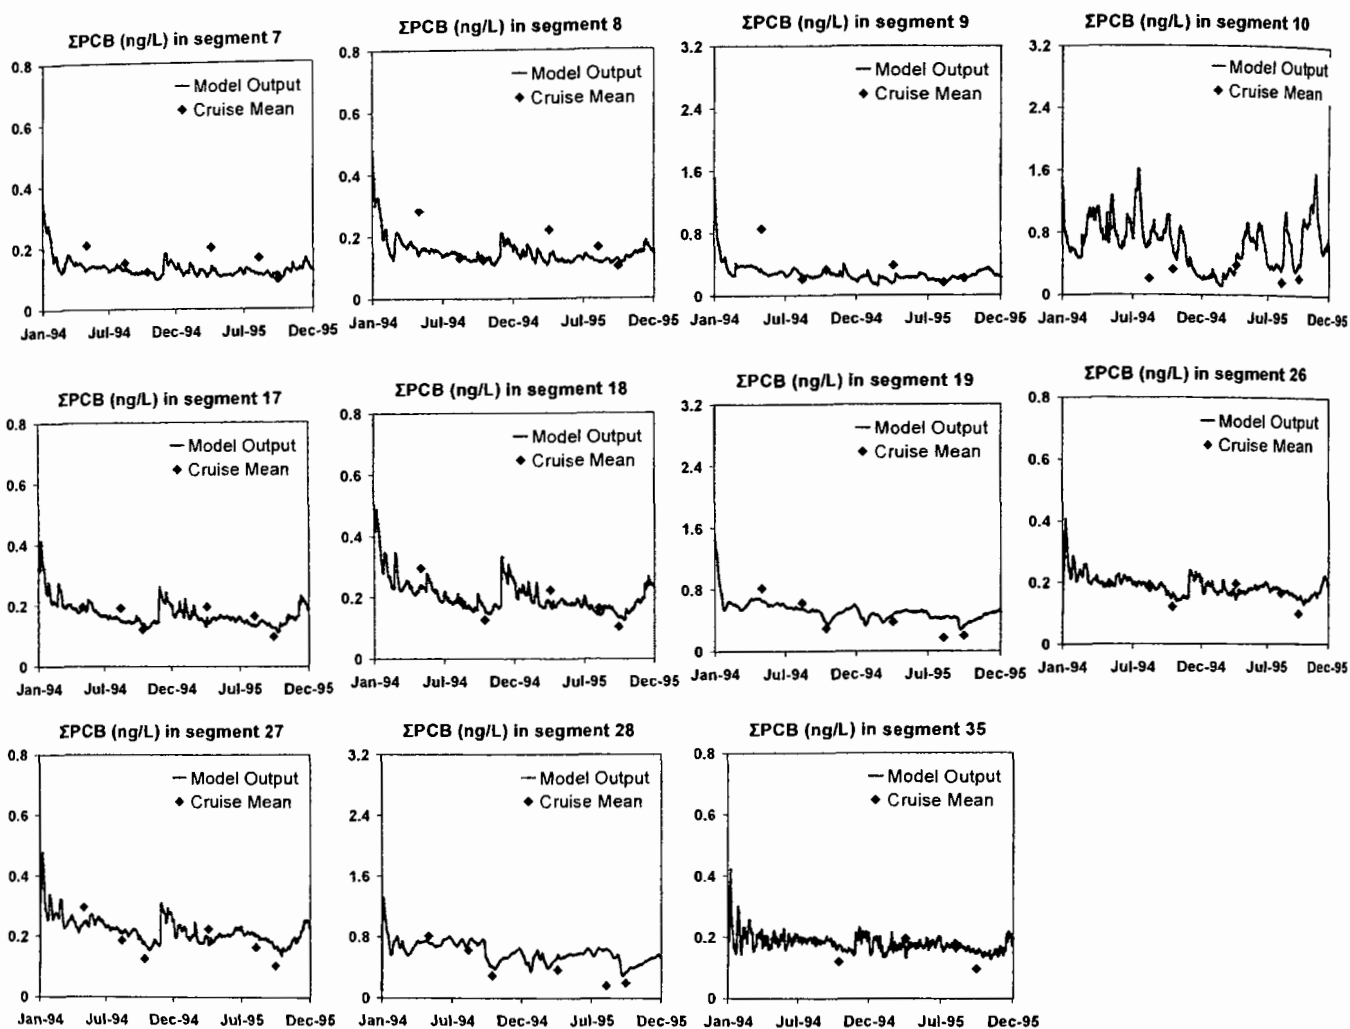 ΣPCB (ng/L) in segment 7
Model Output
Cruise Mean
0.8
0.6
0.4
0.2
0
Jan-94 Jul-94 Dec-94 Jul-95 Dec-95
ΣPCB (ng/L) in segment 8
Model Output
Cruise Mean
0.8
0.6
0.4
0.2
0
Jan-94 Jul-94 Dec-94 Jul-95 Dec-95
ΣPCB (ng/L) in segment 9
Model Output
Cruise Mean
3.2
2.4
1.6
0.8
0
Jan-94 Jul-94 Dec-94 Jul-95 Dec-95
ΣPCB (ng/L) in segment 10
Model Output
Cruise Mean
3.2
2.4
1.6
0.8
0
Jan-94 Jul-94 Dec-94 Jul-95 Dec-95
ΣPCB (ng/L) in segment 17
Model Output
Cruise Mean
0.8
0.6
0.4
0.2
0
Jan-94 Jul-94 Dec-94 Jul-95 Dec-95
ΣPCB (ng/L) in segment 18
Model Output
Cruise Mean
0.8
0.6
0.4
0.2
0
Jan-94 Jul-94 Dec-94 Jul-95 Dec-95
ΣPCB (ng/L) in segment 19
Model Output
Cruise Mean
3.2
2.4
1.6
0.8
0
Jan-94 Jul-94 Dec-94 Jul-95 Dec-95
ΣPCB (ng/L) in segment 26
Model Output
Cruise Mean
0.8
0.6
0.4
0.2
0
Jan-94 Jul-94 Dec-94 Jul-95 Dec-95
ΣPCB (ng/L) in segment 27
Model Output
Cruise Mean
0.8
0.6
0.4
0.2
0
Jan-94 Jul-94 Dec-94 Jul-95 Dec-95
ΣPCB (ng/L) in segment 28
Model Output
Cruise Mean
3.2
2.4
1.6
0.8
0
Jan-94 Jul-94 Dec-94 Jul-95 Dec-95
ΣPCB (ng/L) in segment 35
Model Output
Cruise Mean
0.8
0.6
0.4
0.2
0
Jan-94 Jul-94 Dec-94 Jul-95 Dec-95